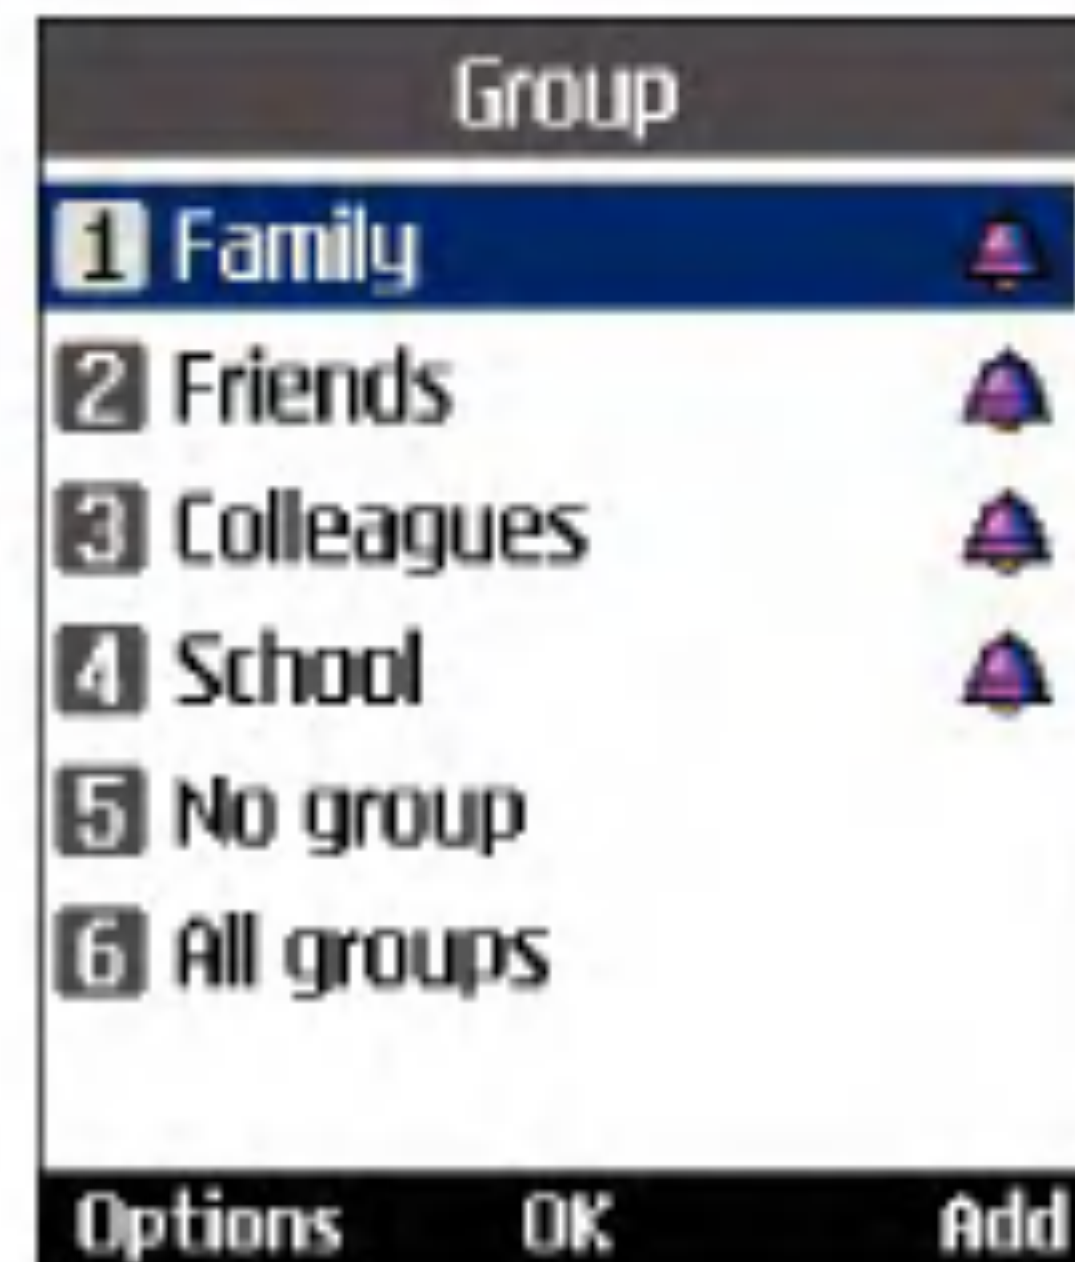 Group
1 Family
2 Friends
3 Colleagues
4 School
5 No group
6 All groups
Options OK Add